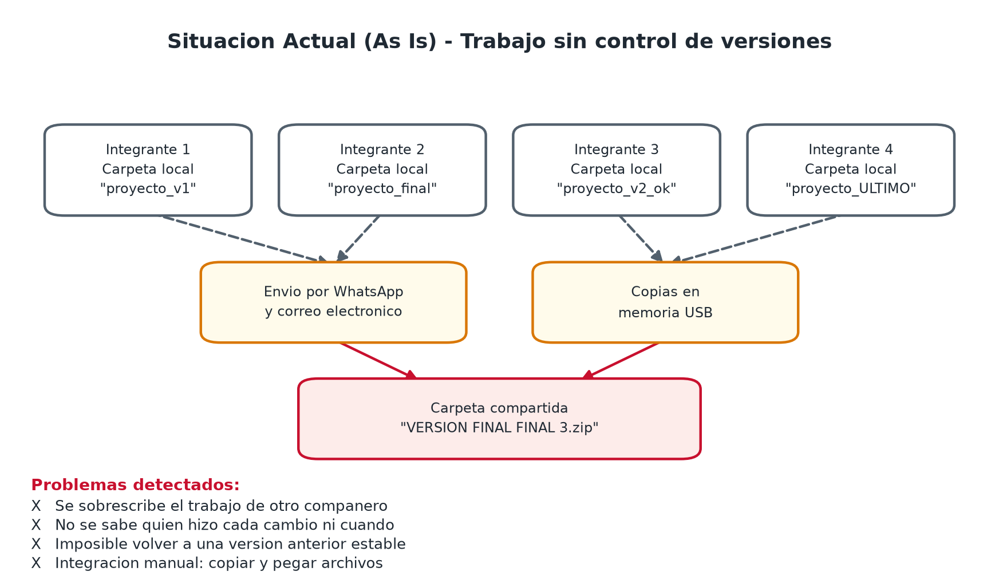 Situacion Actual (As Is) - Trabajo sin control de versiones
Integrante 1
Carpeta local
"proyecto_v1"
Integrante 2
Carpeta local
"proyecto_final"
Integrante 3
Carpeta local
"proyecto_v2_ok"
Integrante 4
Carpeta local
"proyecto_ULTIMO"
Envio por WhatsApp
y correo electronico
Copias en
memoria USB
Carpeta compartida
"VERSION FINAL FINAL 3.zip"
Problemas detectados:
X Se sobrescribe el trabajo de otro companero
X No se sabe quien hizo cada cambio ni cuando
X Imposible volver a una version anterior estable
X Integracion manual: copiar y pegar archivos